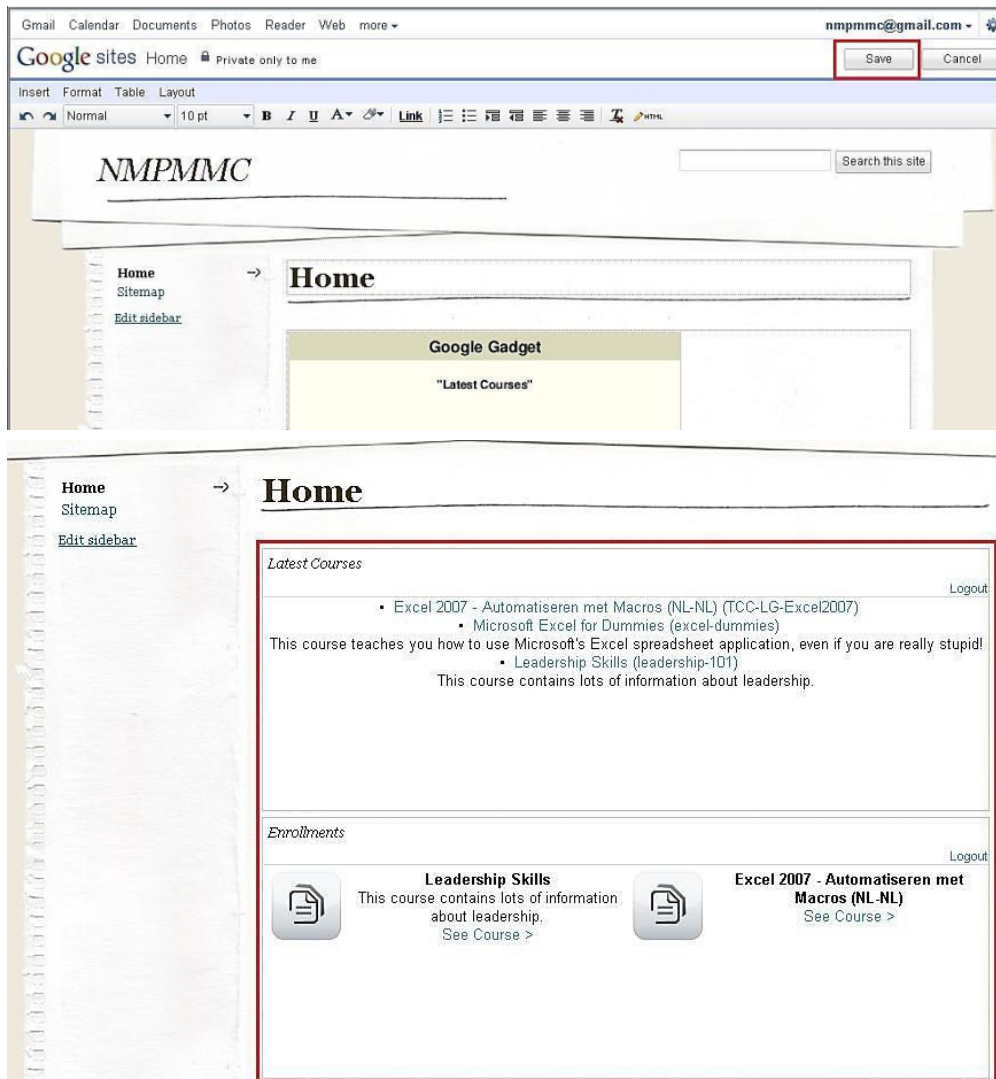 Gmail Calendar Documents Photos Reader Web more nmpmmc@gmail.com
Google sites Home Private only to me Save Cancel
Insert Format Table Layout
Normal 10 pt B I U A Link HTML
NMPMMC Search this site
Home
Sitemap
Edit sidebar
Home
Google Gadget
"Latest Courses"
Home
Sitemap
Edit sidebar
Home
Latest Courses
Logout
▪ Excel 2007 - Automatiseren met Macros (NL-NL) (TCC-LG-Excel2007)
▪ Microsoft Excel for Dummies (excel-dummies)
This course teaches you how to use Microsoft's Excel spreadsheet application, even if you are really stupid!
▪ Leadership Skills (leadership-101)
This course contains lots of information about leadership.
Enrollments
Logout
Leadership Skills
This course contains lots of information
about leadership.
See Course >
Excel 2007 - Automatiseren met
Macros (NL-NL)
See Course >